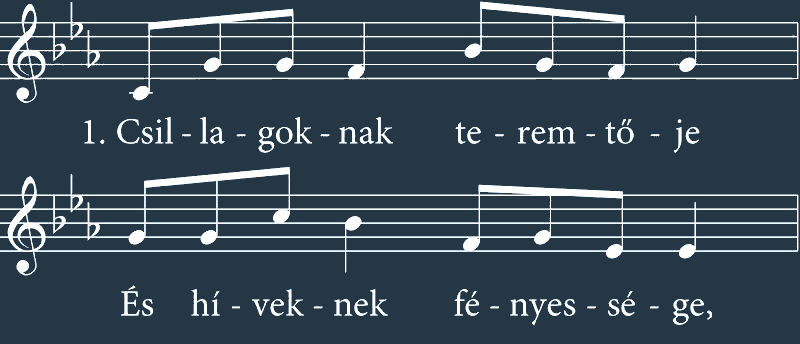 1. Csil - la - gok - nak te - rem - tő - je
És hí - vek - nek fé - nyes - sé - ge,